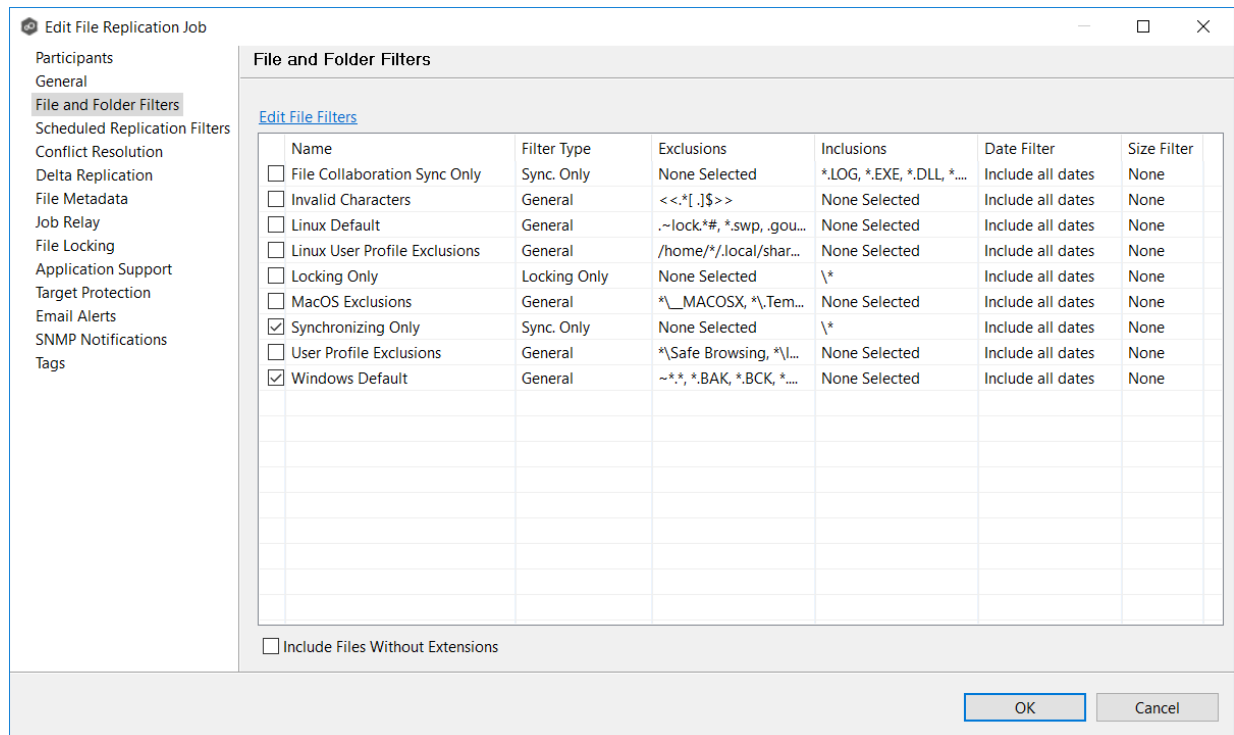 Edit File Replication Job
Participants
General
File and Folder Filters
Scheduled Replication Filters
Conflict Resolution
Delta Replication
File Metadata
Job Relay
File Locking
Application Support
Target Protection
Email Alerts
SNMP Notifications
Tags
File and Folder Filters
Edit File Filters
Name Filter Type Exclusions Inclusions Date Filter Size Filter
File Collaboration Sync Only Sync. Only None Selected *.LOG, *.EXE, *.DLL, *.... Include all dates None
Invalid Characters General <<.*[ .]$>> None Selected Include all dates None
Linux Default General .~lock.*#, *.swp, .gou... None Selected Include all dates None
Linux User Profile Exclusions General /home/*/.local/shar... None Selected Include all dates None
Locking Only Locking Only None Selected \* Include all dates None
MacOS Exclusions General *\__MACOSX, *\.Tem... None Selected Include all dates None
Synchronizing Only Sync. Only None Selected \* Include all dates None
User Profile Exclusions General *\Safe Browsing, *\I... None Selected Include all dates None
Windows Default General ~*.*, *.BAK, *.BCK, *.... None Selected Include all dates None
Include Files Without Extensions
OK Cancel